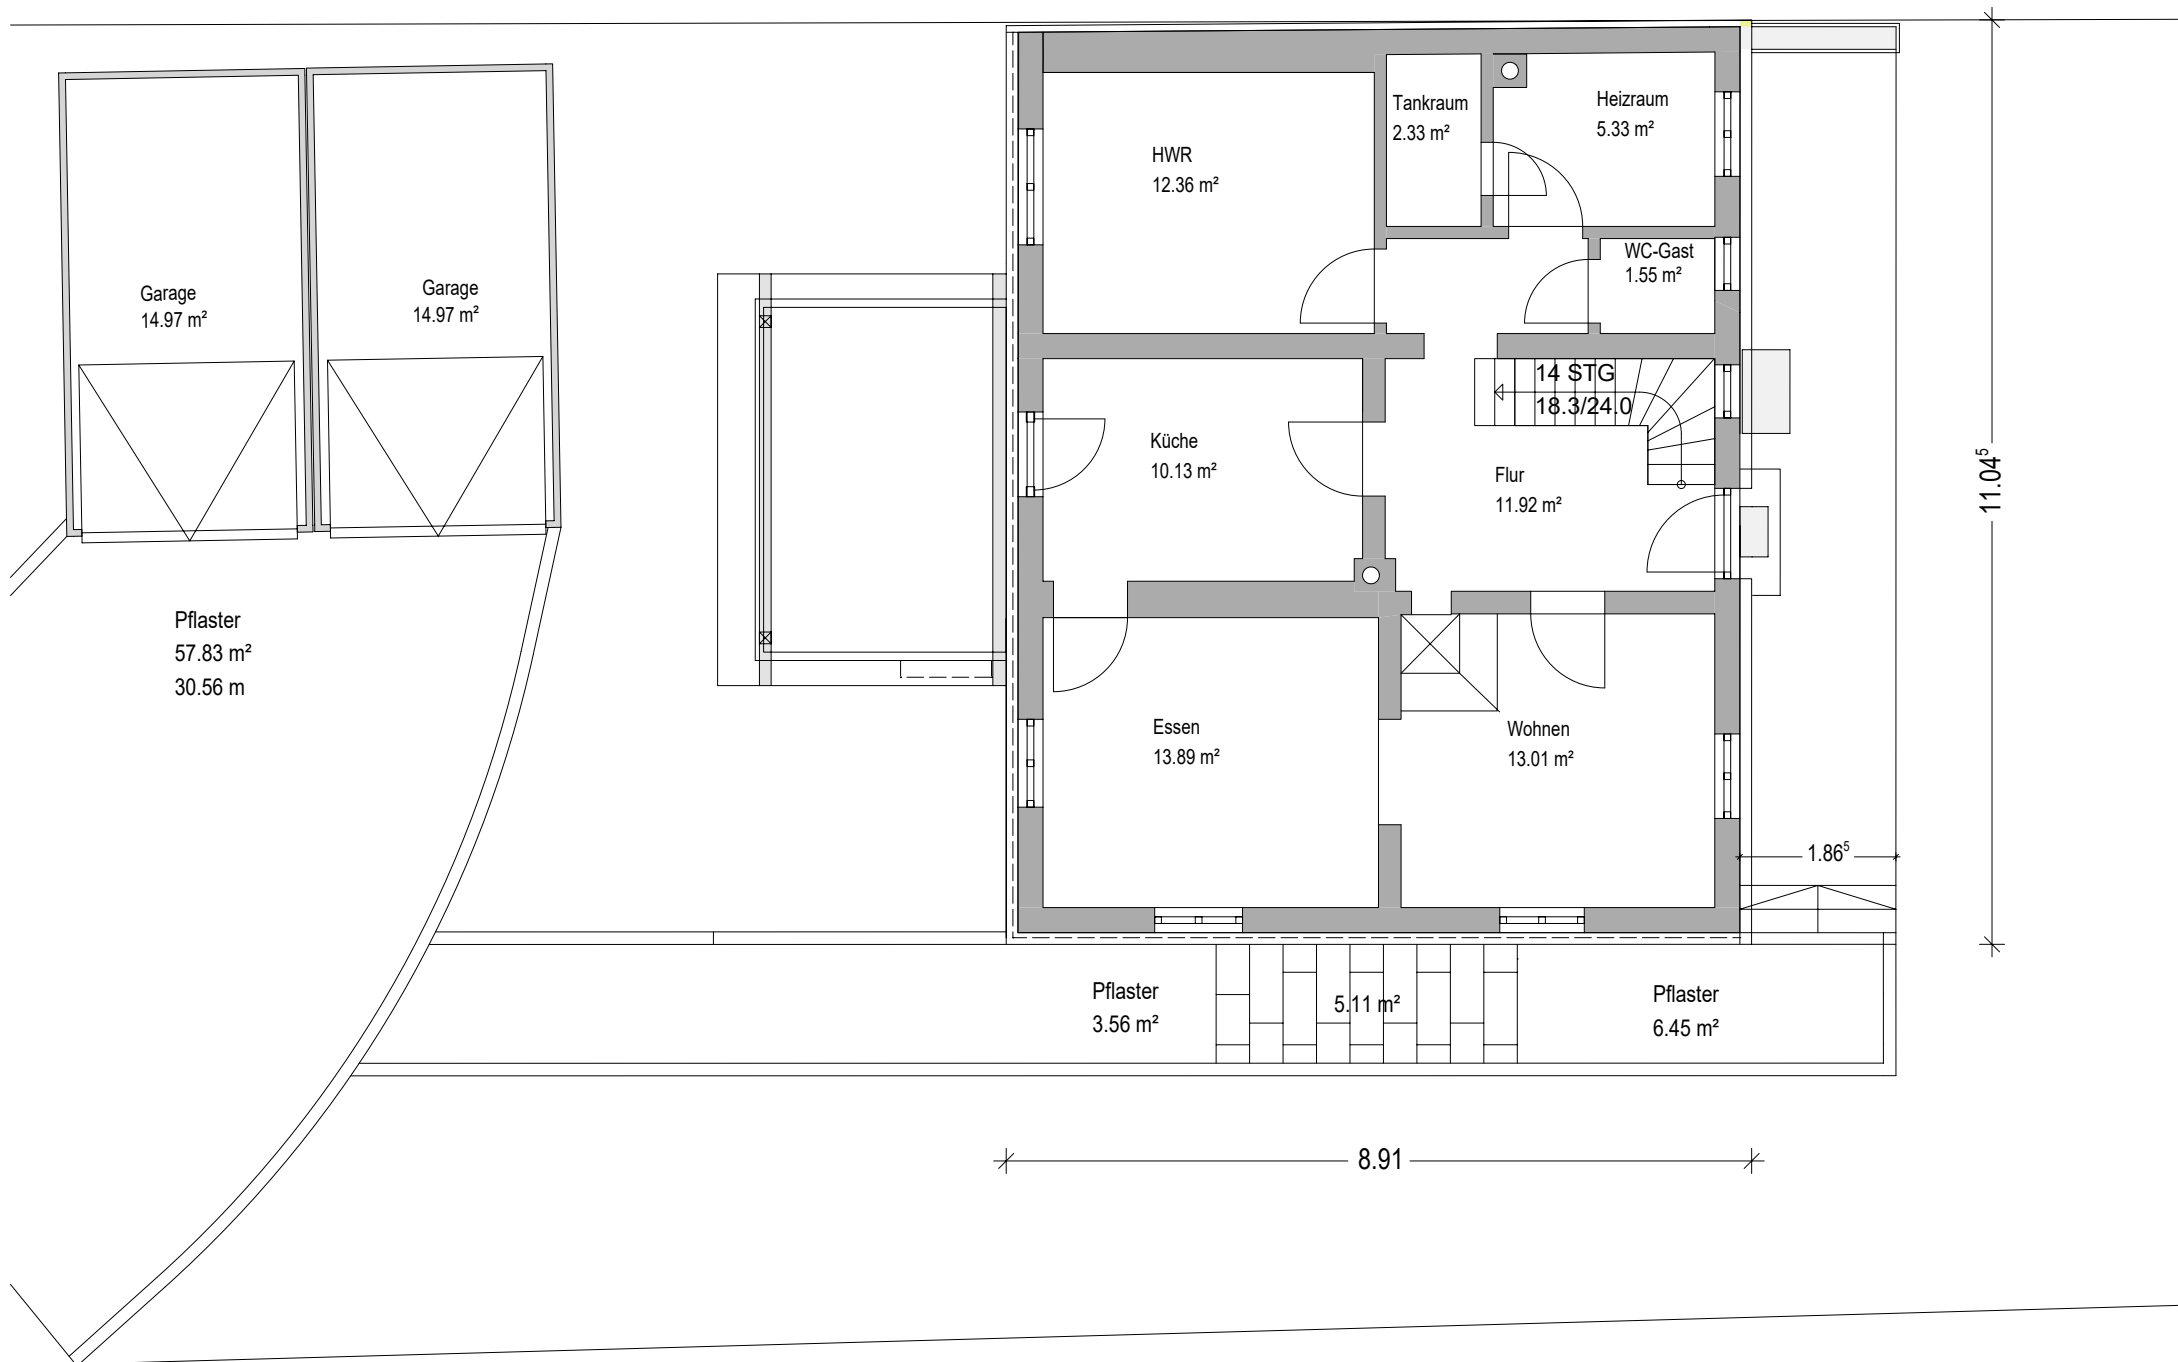 Tankraum
2.33 m²
Heizraum
5.33 m²
HWR
12.36 m²
WC-Gast
1.55 m²
Garage
14.97 m²
Garage
14.97 m²
14 STG
18.3/24.0
Küche
10.13 m²
Flur
11.92 m²
11.04⁵
Pflaster
57.83 m²
30.56 m
Essen
13.89 m²
Wohnen
13.01 m²
1.86⁵
Pflaster
3.56 m²
5.11 m²
Pflaster
6.45 m²
8.91